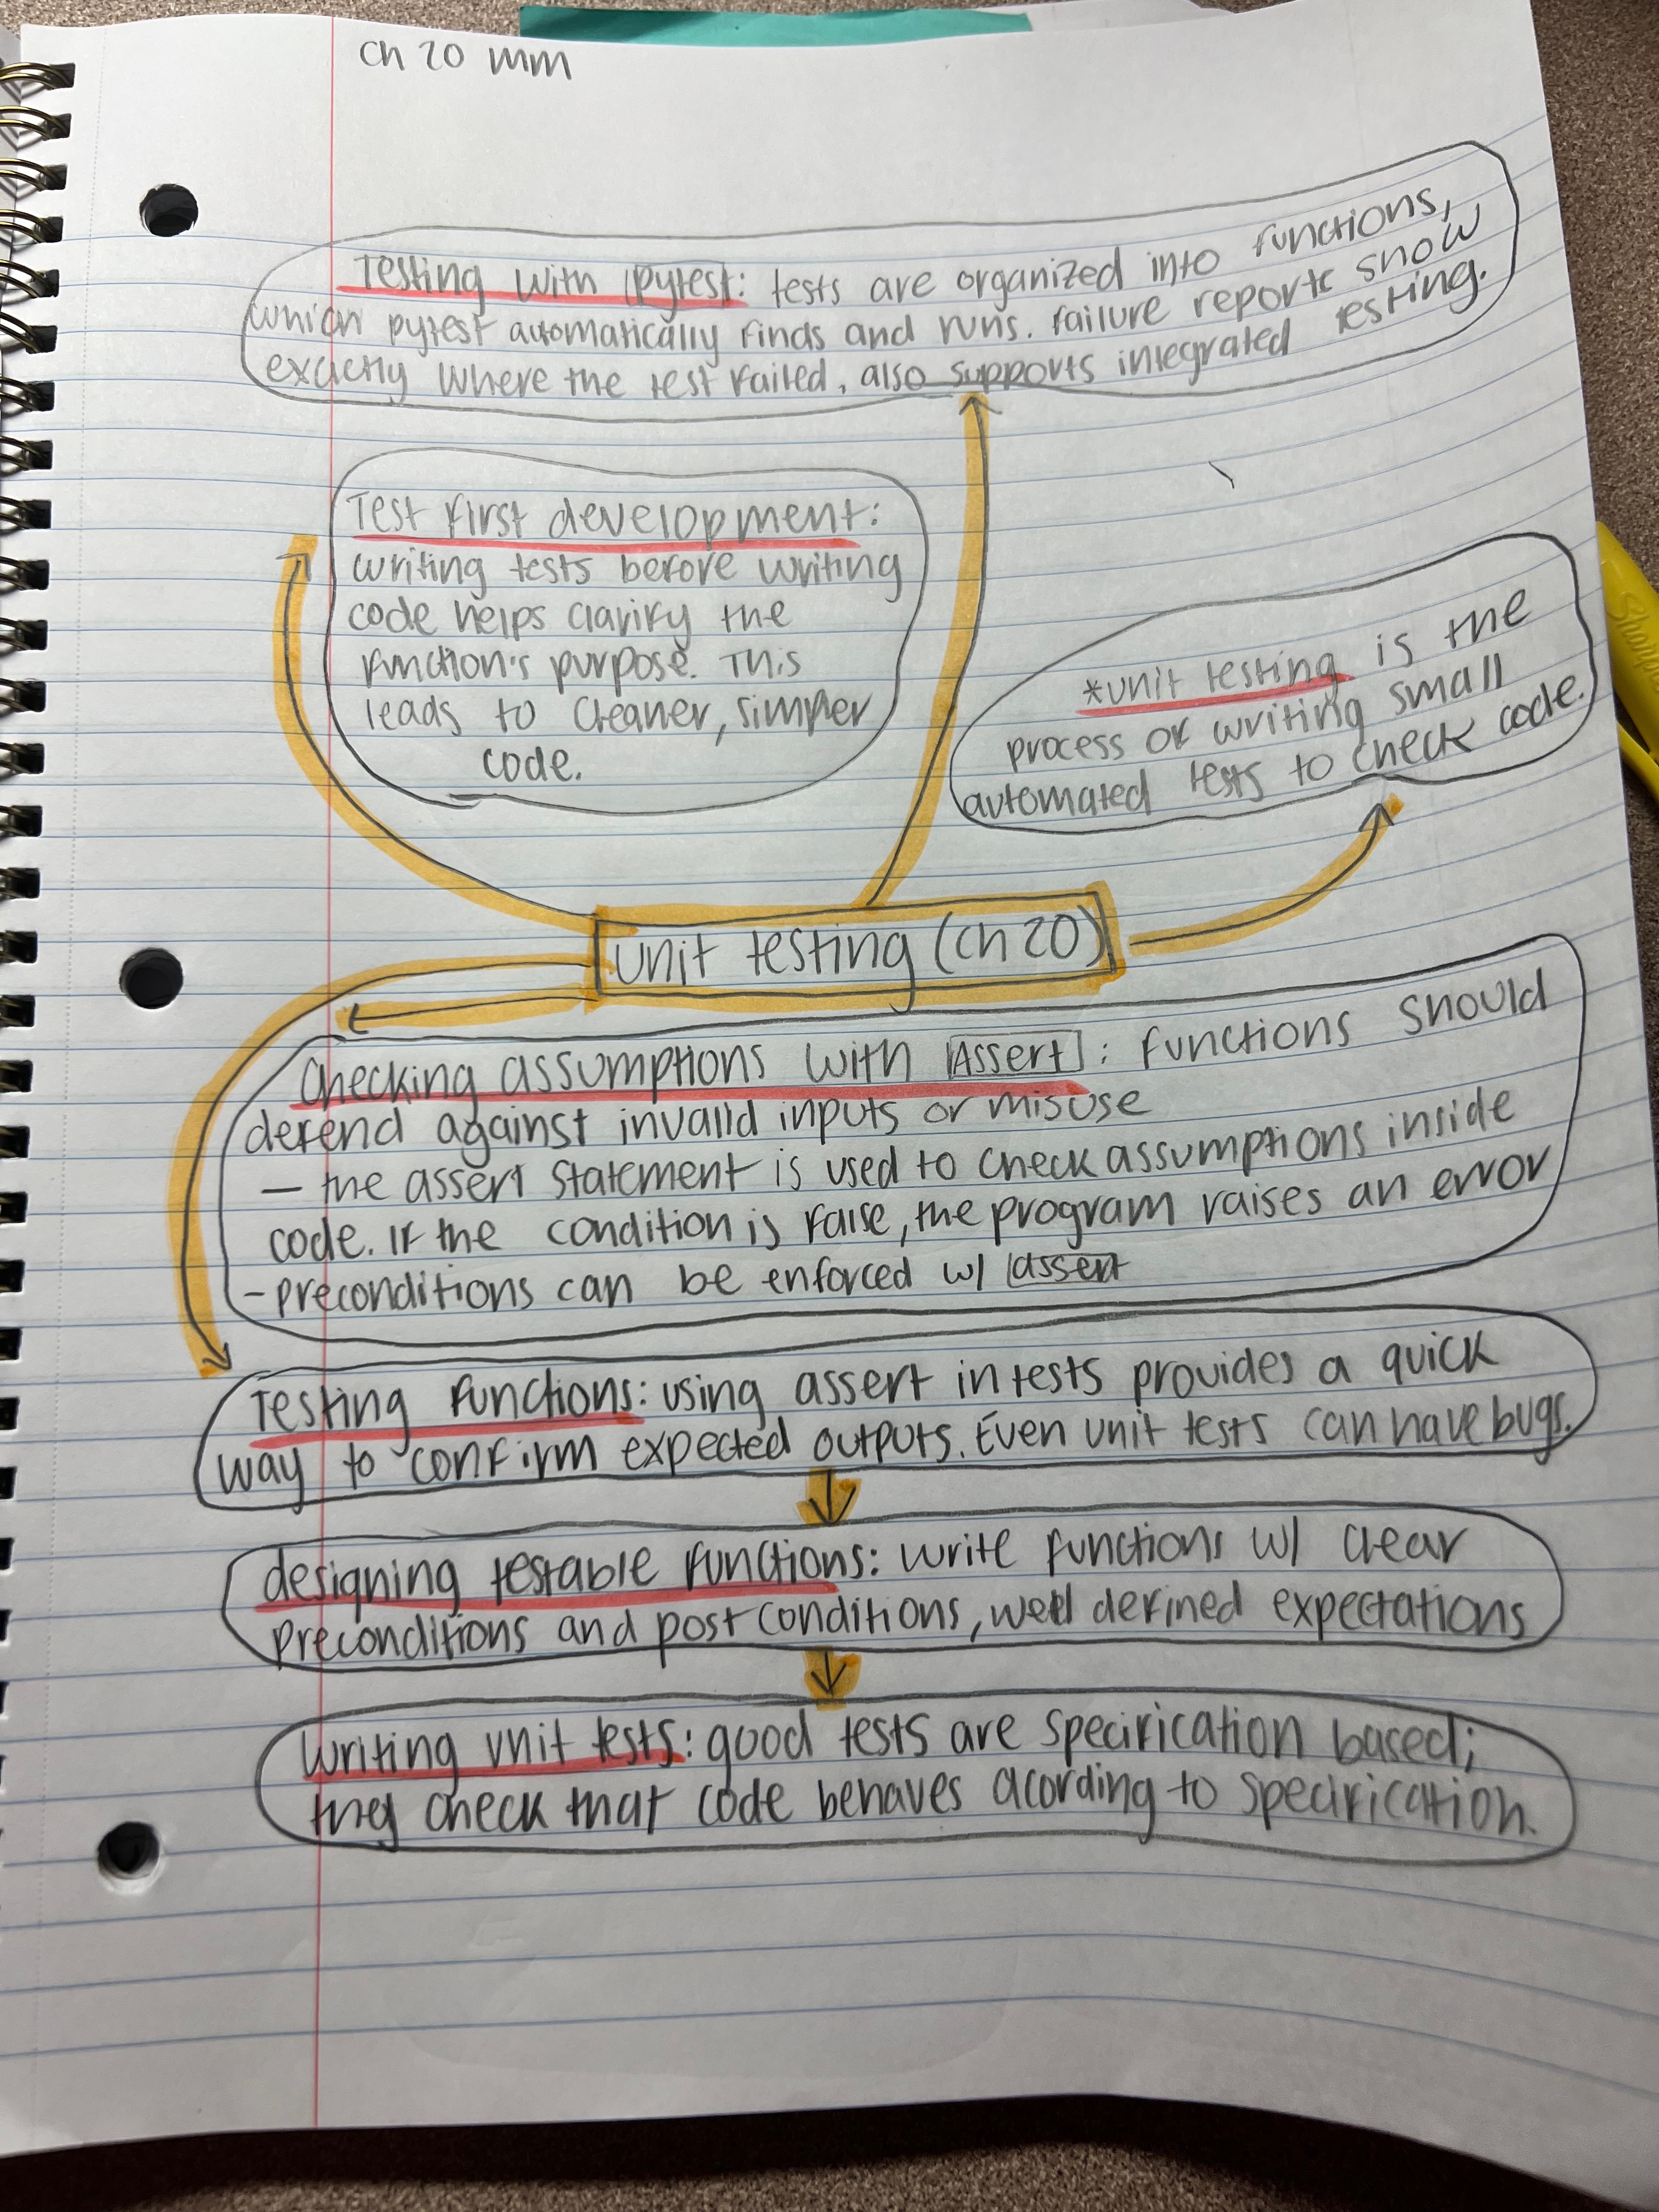 Ch 20 mm
Testing with pytest: tests are organized into functions,
which pytest automatically finds and runs. failure reports show
exactly where the test failed, also supports integrated testing.
Test first development:
writing tests before writing
code helps clarify the
function's purpose. This
leads to cleaner, simpler
code.
*unit testing is the
process of writing small
automated tests to check code.
unit testing (ch 20)
Checking assumptions with Assert: functions should
defend against invalid inputs or misuse
— the assert statement is used to check assumptions inside
code. If the condition is false, the program raises an error
- preconditions can be enforced w/ assert
Testing functions: using assert in tests provides a quick
way to confirm expected outputs. Even unit tests can have bugs.
designing testable functions: write functions w/ clear
preconditions and post conditions, well defined expectations
Writing unit tests: good tests are specification based;
they check that code behaves acording to specification.